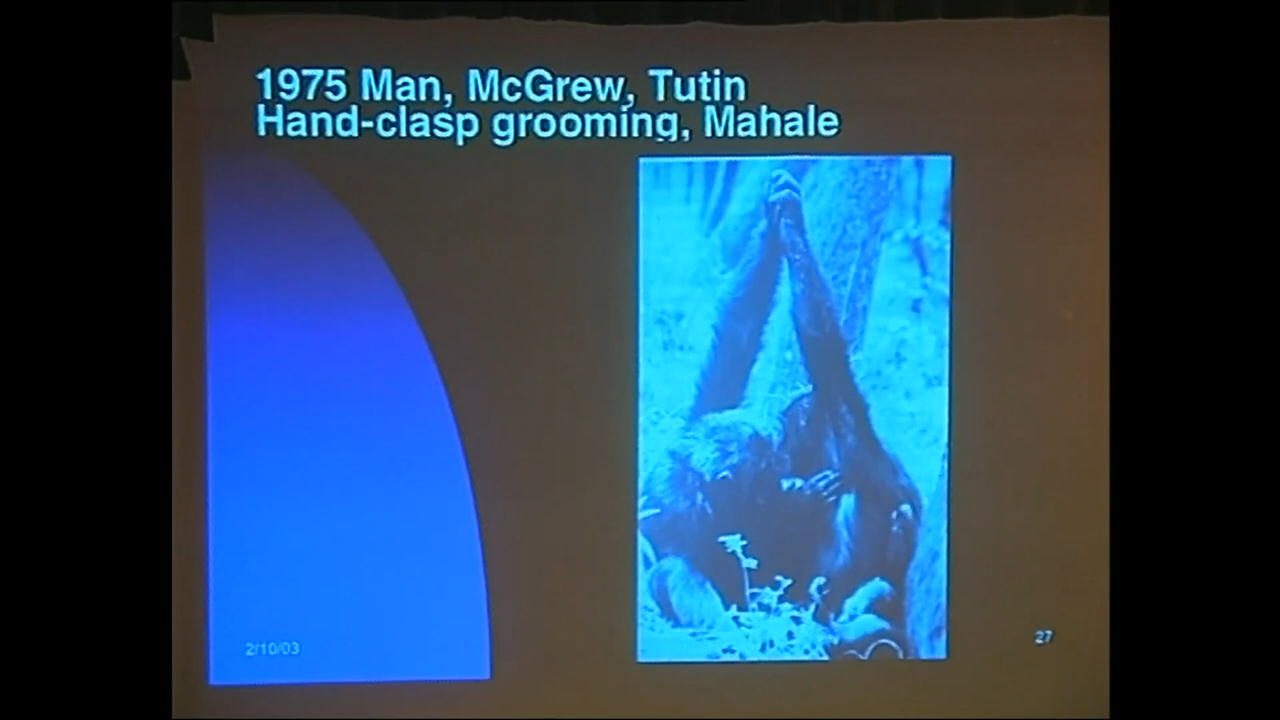 1975 Man, McGrew, Tutin
Hand-clasp grooming, Mahale
2/10/03
27